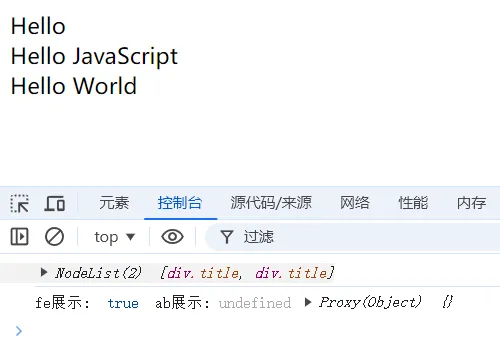 Hello
Hello JavaScript
Hello World
元素 控制台 源代码/来源 网络 性能 内存
top ▼ 过滤
▶ NodeList(2) [div.title, div.title]
fe展示: true ab展示:undefined ▶ Proxy(Object) {}
>